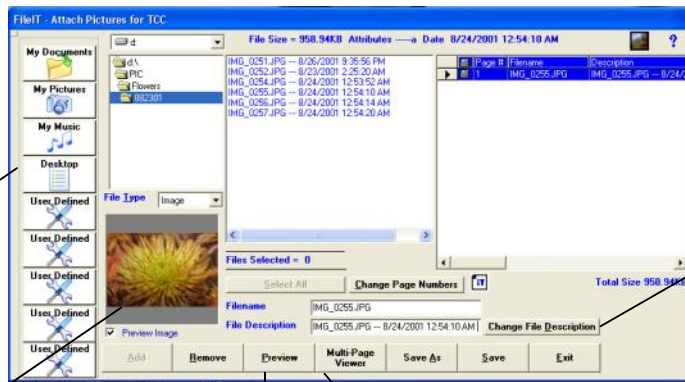 FileIT - Attach Pictures for TCC
d:
File Size = 958.94KB Attributes -----a Date 8/24/2001 12:54:10 AM
?
My Documents
My Pictures
My Music
Desktop
User Defined
User Defined
User Defined
User Defined
User Defined
d:\
PIC
Flowers
082301
IMG_0251.JPG -- 8/26/2001 9:35:56 PM
IMG_0252.JPG -- 8/23/2001 2:25:20 AM
IMG_0254.JPG -- 8/24/2001 12:53:52 AM
IMG_0255.JPG -- 8/24/2001 12:54:10 AM
IMG_0256.JPG -- 8/24/2001 12:54:14 AM
IMG_0257.JPG -- 8/24/2001 12:54:20 AM
Page # Filename Description
1 IMG_0255.JPG IMG_0255.JPG -- 8/24/2
File Type Image
Files Selected = 0
Select All Change Page Numbers iT Total Size 958.94KB
Filename IMG_0255.JPG
File Description IMG_0255.JPG -- 8/24/2001 12:54:10 AM Change File Description
Preview Image
Add Remove Preview Multi-Page Viewer Save As Save Exit